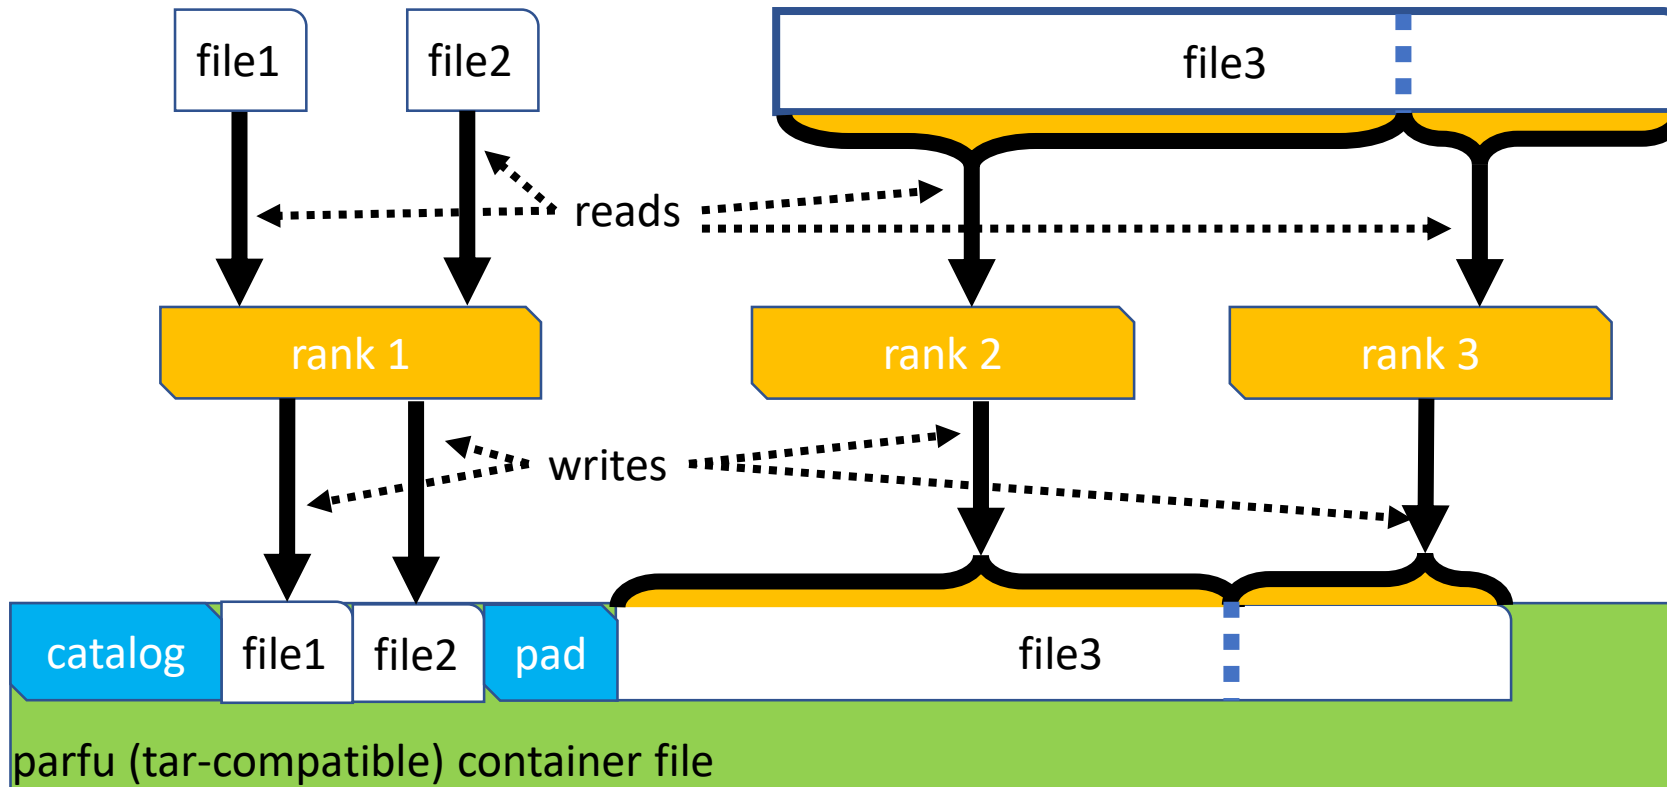 file1
file2
file3
reads
rank 1
rank 2
rank 3
writes
catalog
file1
file2
pad
file3
parfu (tar-compatible) container file